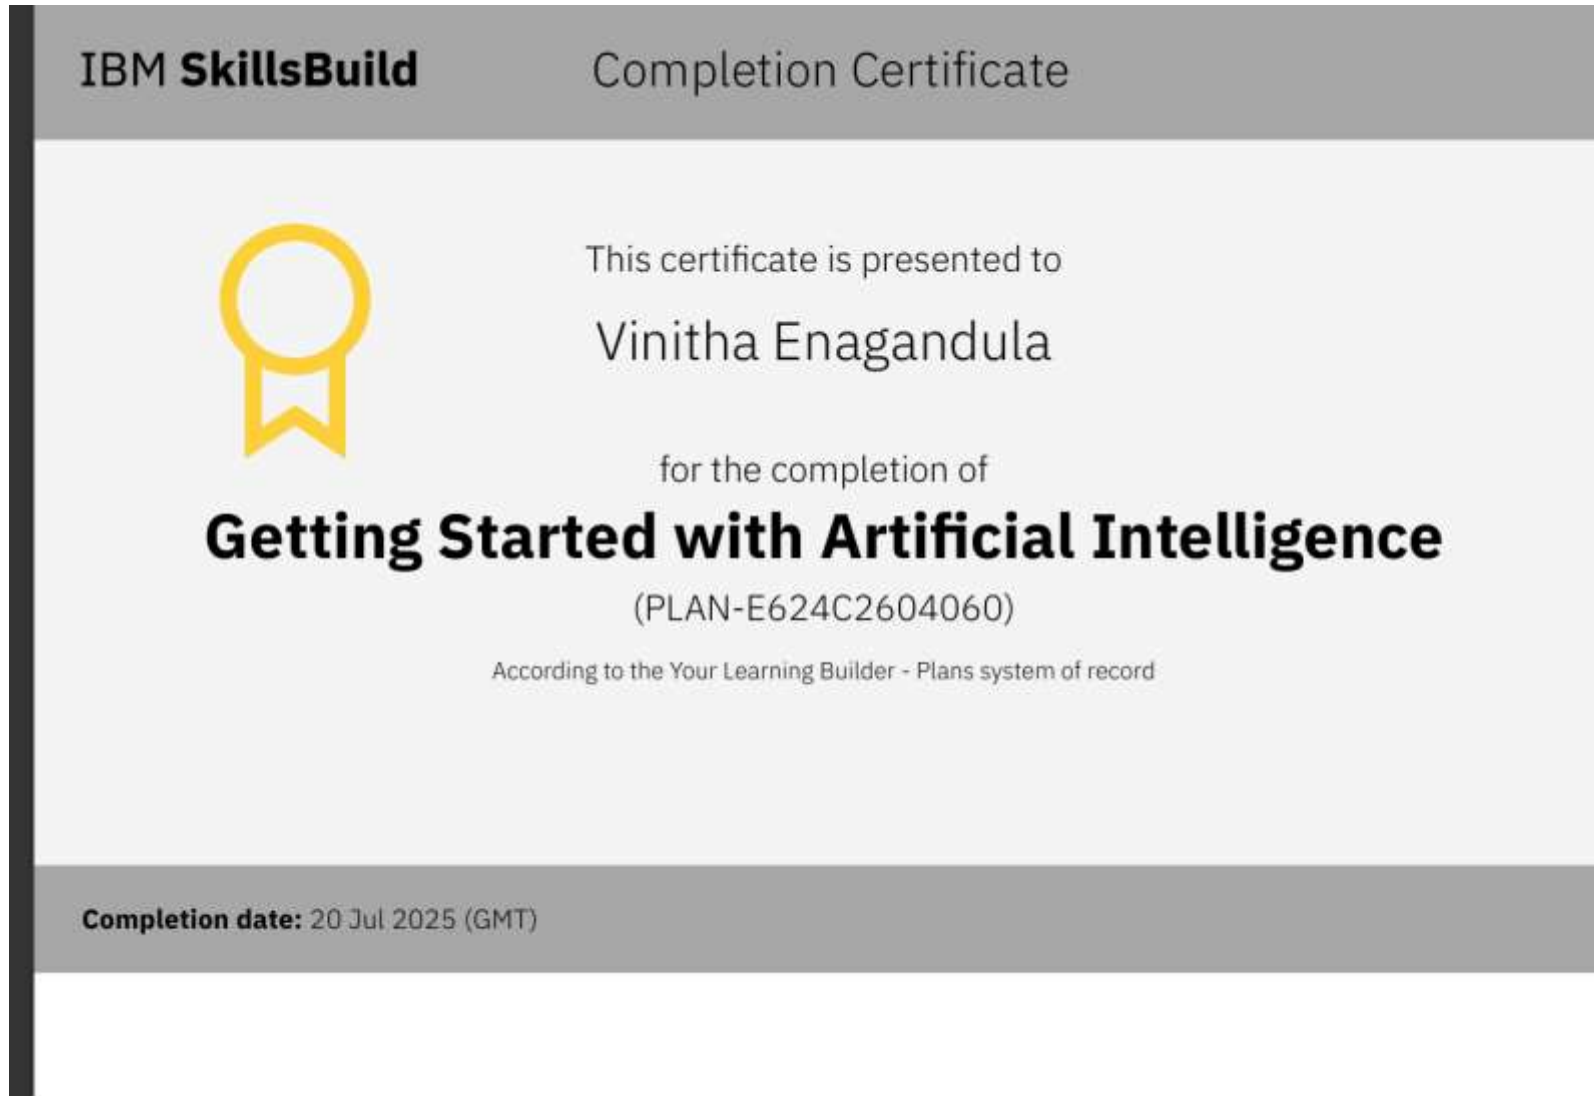 IBM SkillsBuild
Completion Certificate
This certificate is presented to
Vinitha Enagandula
for the completion of
Getting Started with Artificial Intelligence
(PLAN-E624C2604060)
According to the Your Learning Builder - Plans system of record
Completion date: 20 Jul 2025 (GMT)